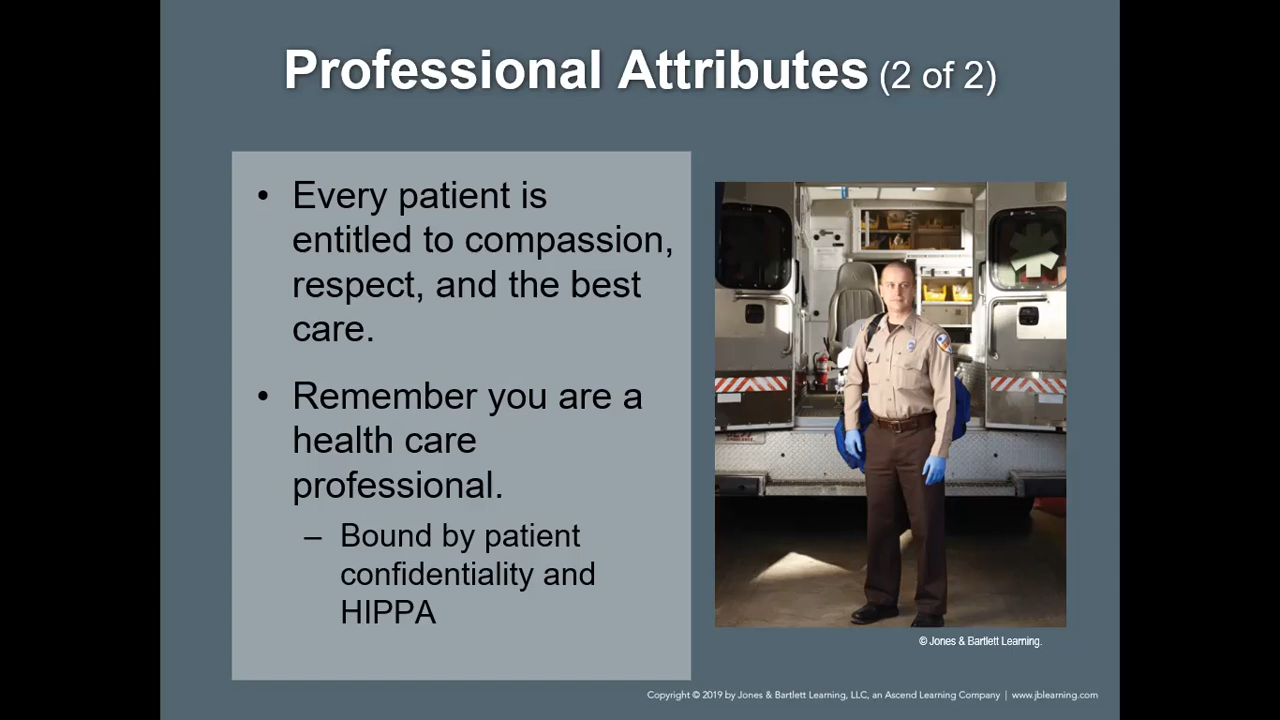 Professional Attributes (2 of 2)
• Every patient is
entitled to compassion,
respect, and the best
care.
• Remember you are a
health care
professional.
– Bound by patient
confidentiality and
HIPPA
© Jones & Bartlett Learning.
Copyright © 2019 by Jones & Bartlett Learning, LLC, an Ascend Learning Company | www.jblearning.com